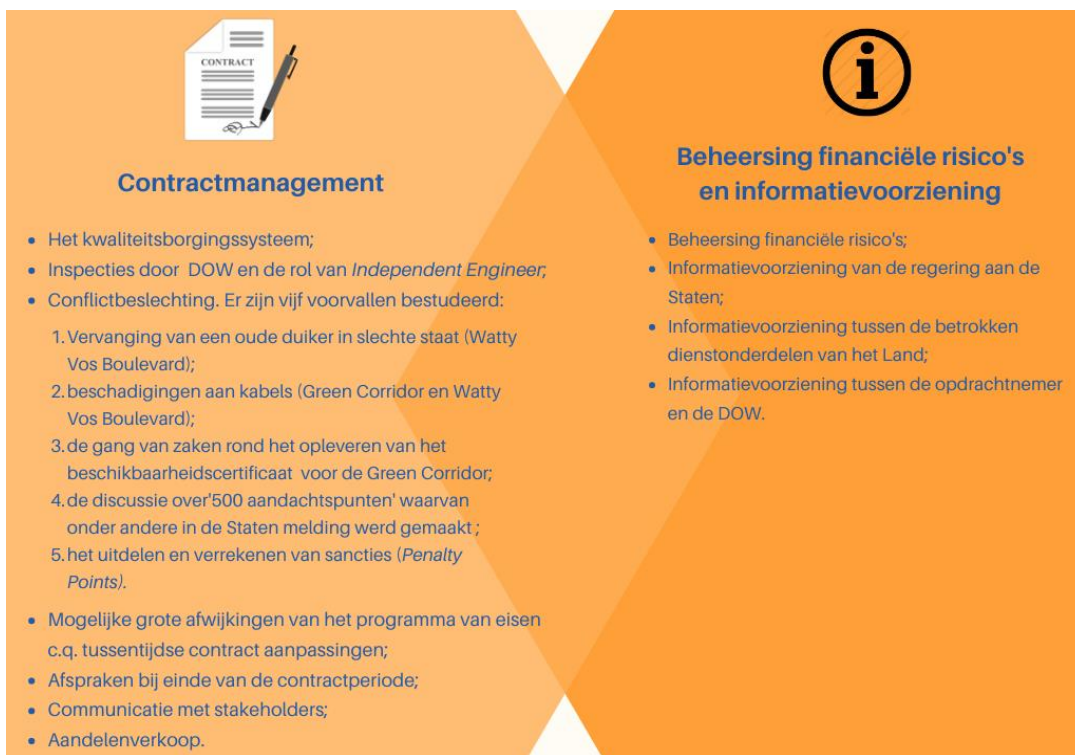 CONTRACT
Contractmanagement
• Het kwaliteitsborgingssysteem;
• Inspecties door DOW en de rol van Independent Engineer;
• Conflictbeslechting. Er zijn vijf voorvallen bestudeerd:
1. Vervanging van een oude duiker in slechte staat (Watty
Vos Boulevard);
2. beschadigingen aan kabels (Green Corridor en Watty
Vos Boulevard);
3. de gang van zaken rond het opleveren van het
beschikbaarheidscertificaat voor de Green Corridor;
4. de discussie over'500 aandachtspunten' waarvan
onder andere in de Staten melding werd gemaakt ;
5. het uitdelen en verrekenen van sancties (Penalty
Points).
• Mogelijke grote afwijkingen van het programma van eisen
c.q. tussentijdse contract aanpassingen;
• Afspraken bij einde van de contractperiode;
• Communicatie met stakeholders;
• Aandelenverkoop.
i
Beheersing financiële risico's
en informatievoorziening
• Beheersing financiële risico's;
• Informatievoorziening van de regering aan de
Staten;
• Informatievoorziening tussen de betrokken
dienstonderdelen van het Land;
• Informatievoorziening tussen de opdrachtnemer
en de DOW.